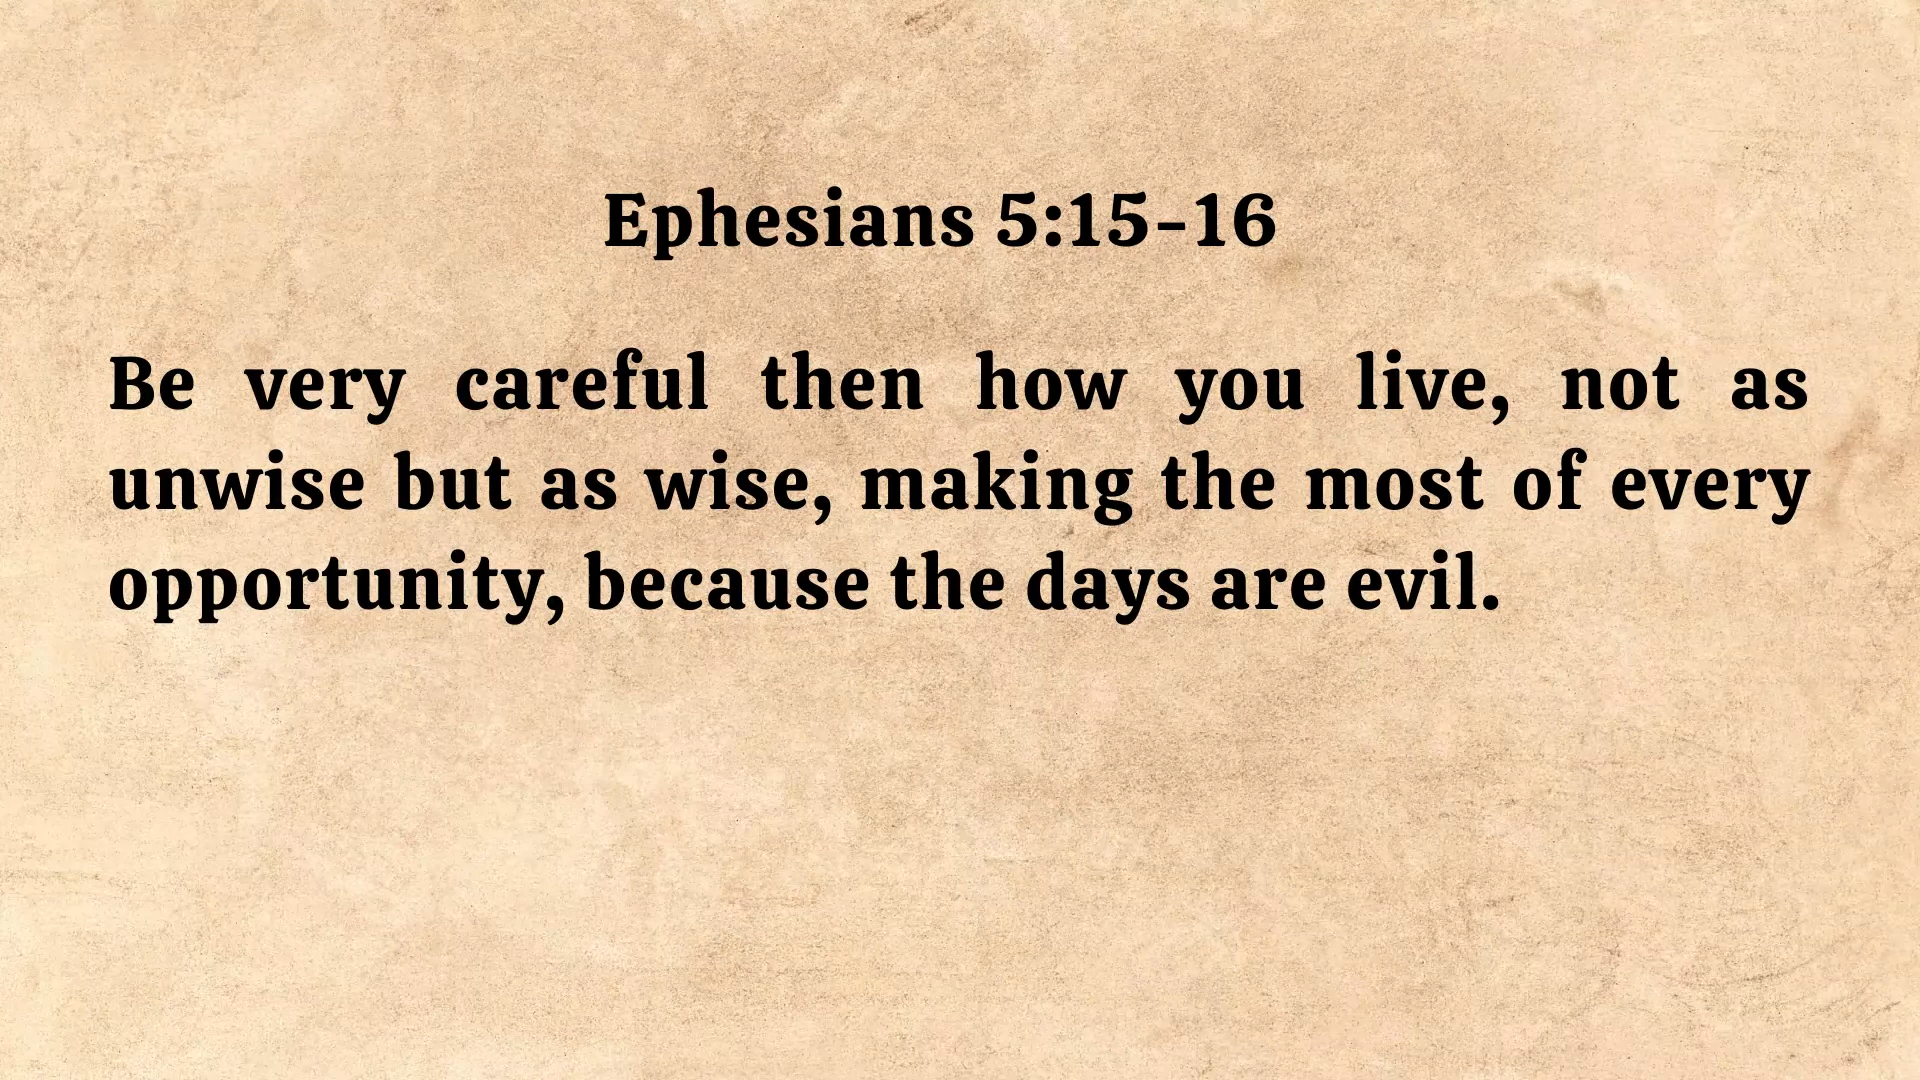 Ephesians 5:15-16
Be very careful then how you live, not as
unwise but as wise, making the most of every
opportunity, because the days are evil.